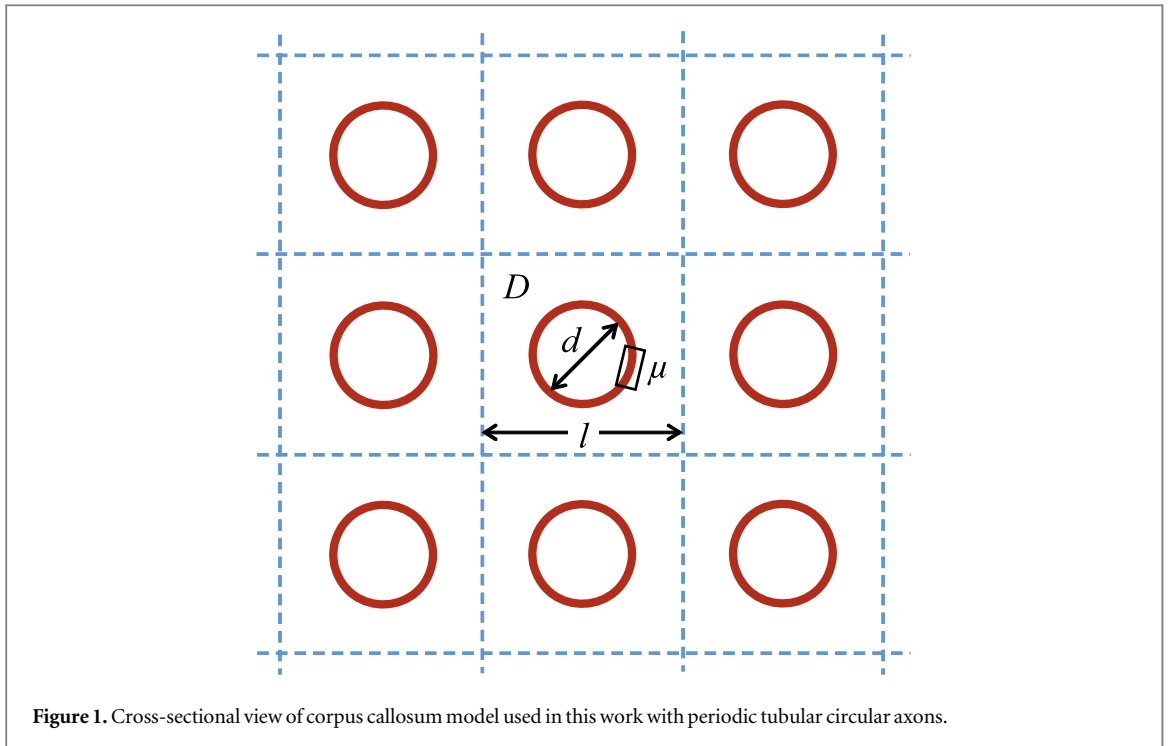 D
d
μ
l
Figure 1. Cross-sectional view of corpus callosum model used in this work with periodic tubular circular axons.